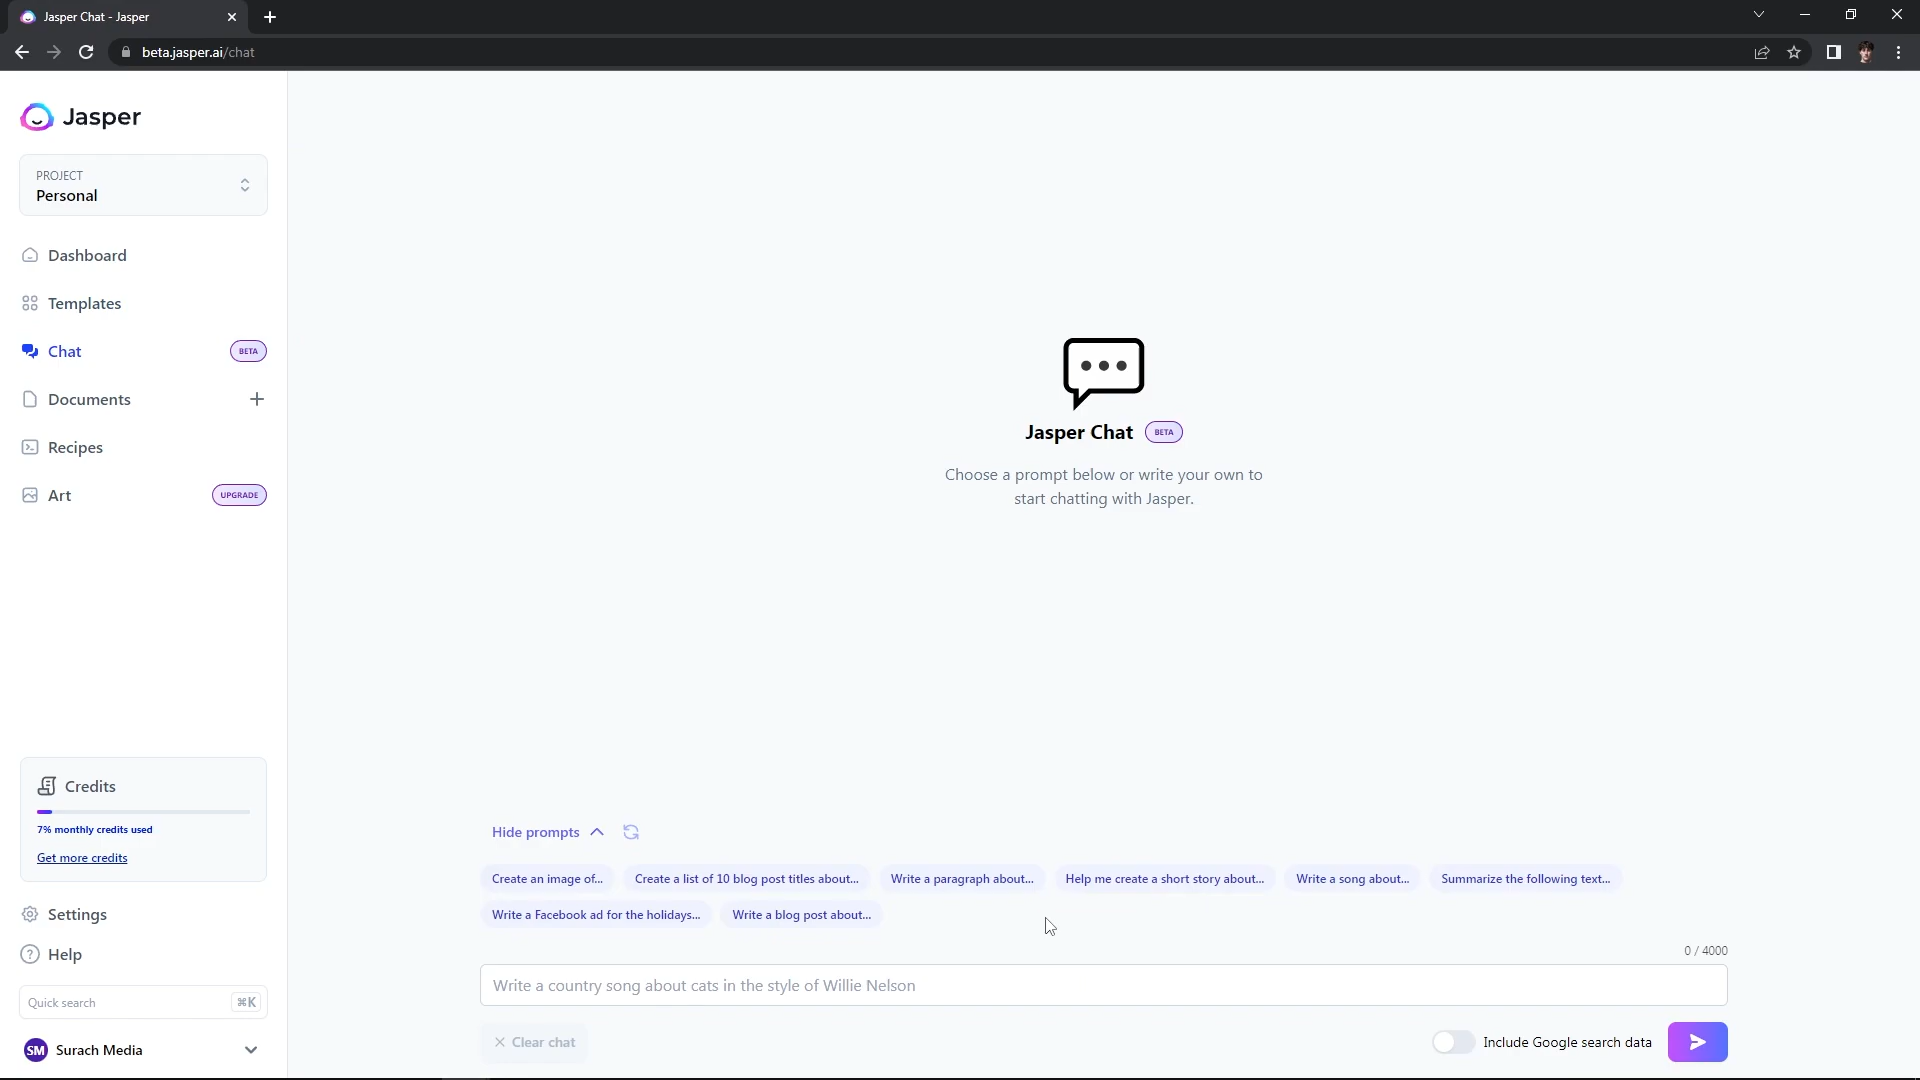 Jasper Chat - Jasper
beta.jasper.ai/chat
Jasper
PROJECT
Personal
Dashboard
Templates
Chat BETA
Documents
Recipes
Art UPGRADE
Jasper Chat BETA
Choose a prompt below or write your own to
start chatting with Jasper.
Credits
7% monthly credits used
Get more credits
Settings
Help
Quick search ⌘K
SM Surach Media
Hide prompts
Create an image of... Create a list of 10 blog post titles about... Write a paragraph about... Help me create a short story about... Write a song about... Summarize the following text...
Write a Facebook ad for the holidays... Write a blog post about...
0 / 4000
Write a country song about cats in the style of Willie Nelson
Clear chat
Include Google search data